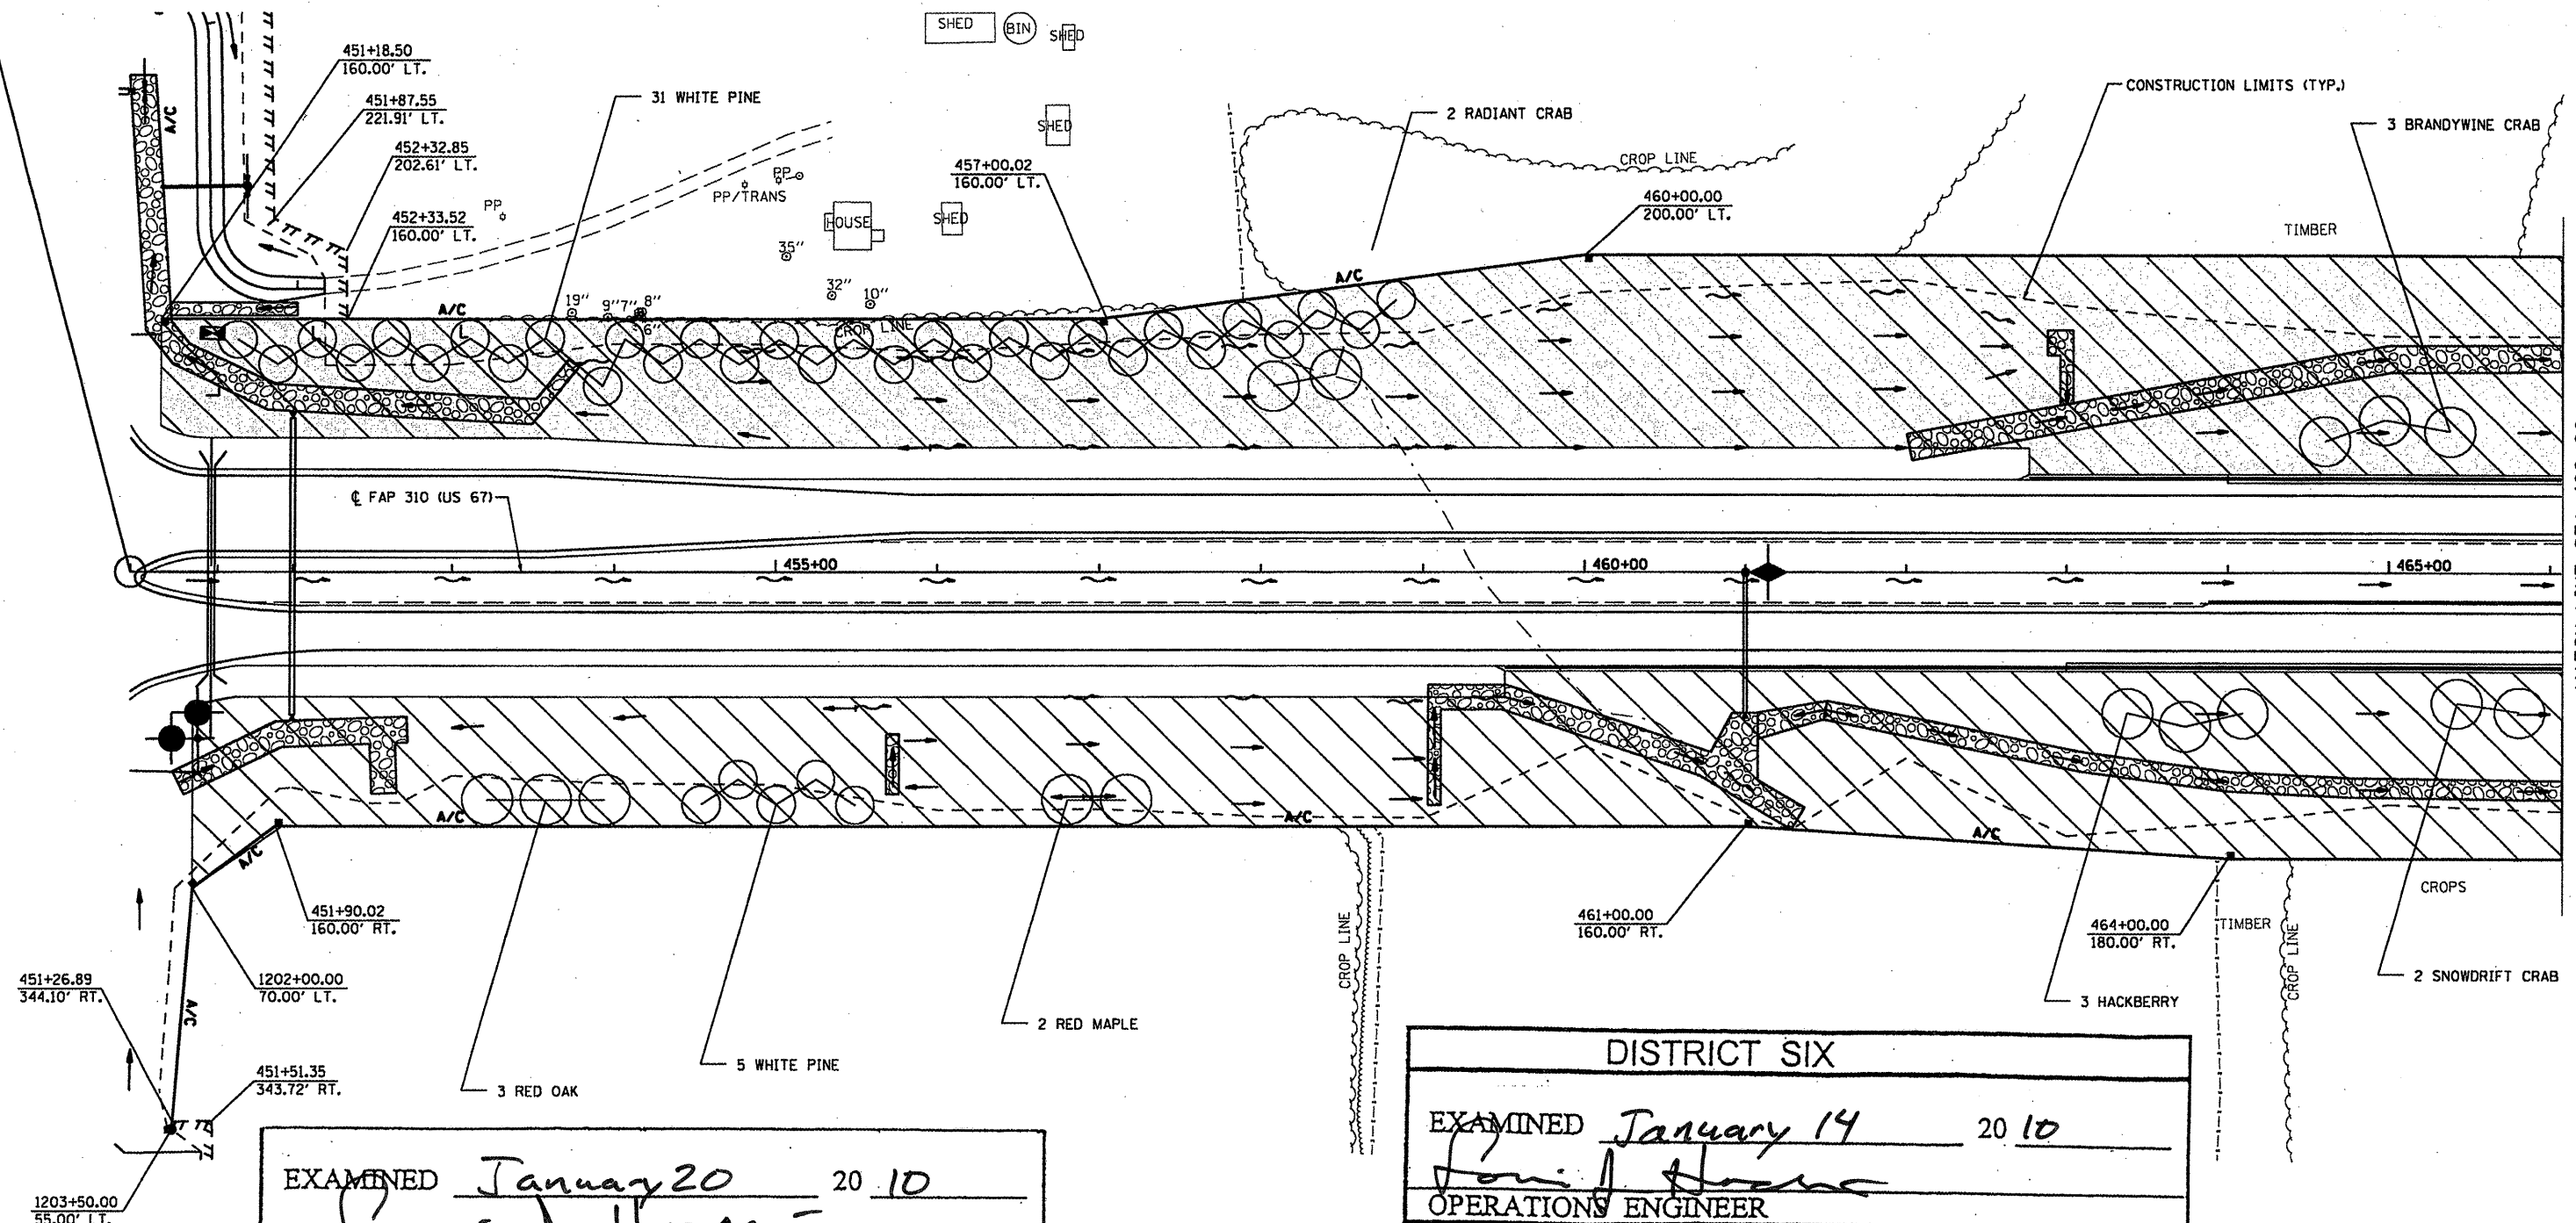 SHED
BIN
SHED
451+18.50
160.00' LT.
451+87.55
221.91' LT.
452+32.85
202.61' LT.
452+33.52
160.00' LT.
A/C
31 WHITE PINE
PP
PP/TRANS
PP
HOUSE
SHED
SHED
35"
32"
10"
19"
9"
7"
8"
6"
A/C
CROP LINE
457+00.02
160.00' LT.
2 RADIANT CRAB
CROP LINE
A/C
460+00.00
200.00' LT.
CONSTRUCTION LIMITS (TYP.)
3 BRANDYWINE CRAB
TIMBER
℄ FAP 310 (US 67)
455+00
460+00
465+00
A/C
A/C
A/C
A/C
A/C
451+90.02
160.00' RT.
1202+00.00
70.00' LT.
451+26.89
344.10' RT.
451+51.35
343.72' RT.
1203+50.00
55.00' LT.
3 RED OAK
5 WHITE PINE
2 RED MAPLE
CROP LINE
461+00.00
160.00' RT.
464+00.00
180.00' RT.
TIMBER
CROP LINE
CROPS
3 HACKBERRY
2 SNOWDRIFT CRAB
EXAMINED January 20 20 10
DISTRICT SIX
EXAMINED January 14 20 10
OPERATIONS ENGINEER